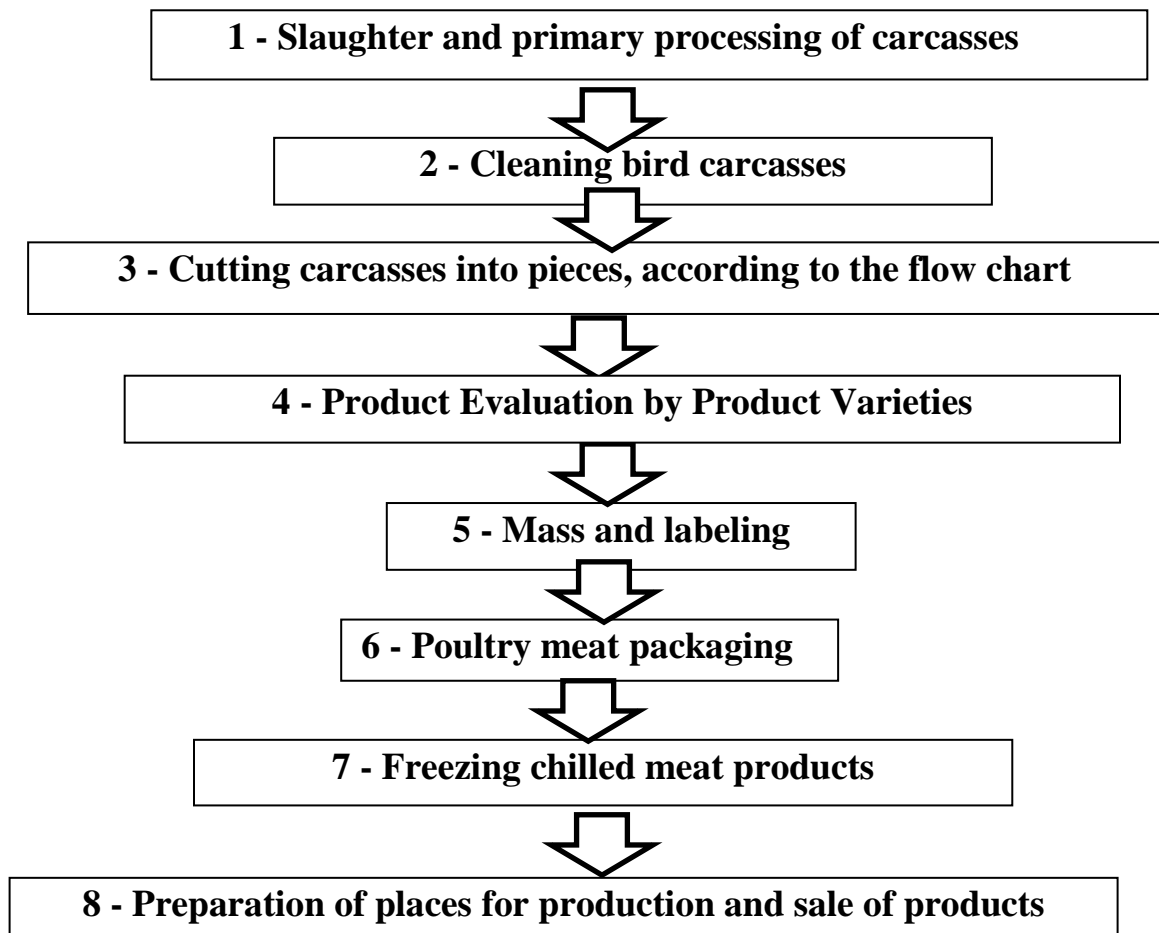 1 - Slaughter and primary processing of carcasses
2 - Cleaning bird carcasses
3 - Cutting carcasses into pieces, according to the flow chart
4 - Product Evaluation by Product Varieties
5 - Mass and labeling
6 - Poultry meat packaging
7 - Freezing chilled meat products
8 - Preparation of places for production and sale of products